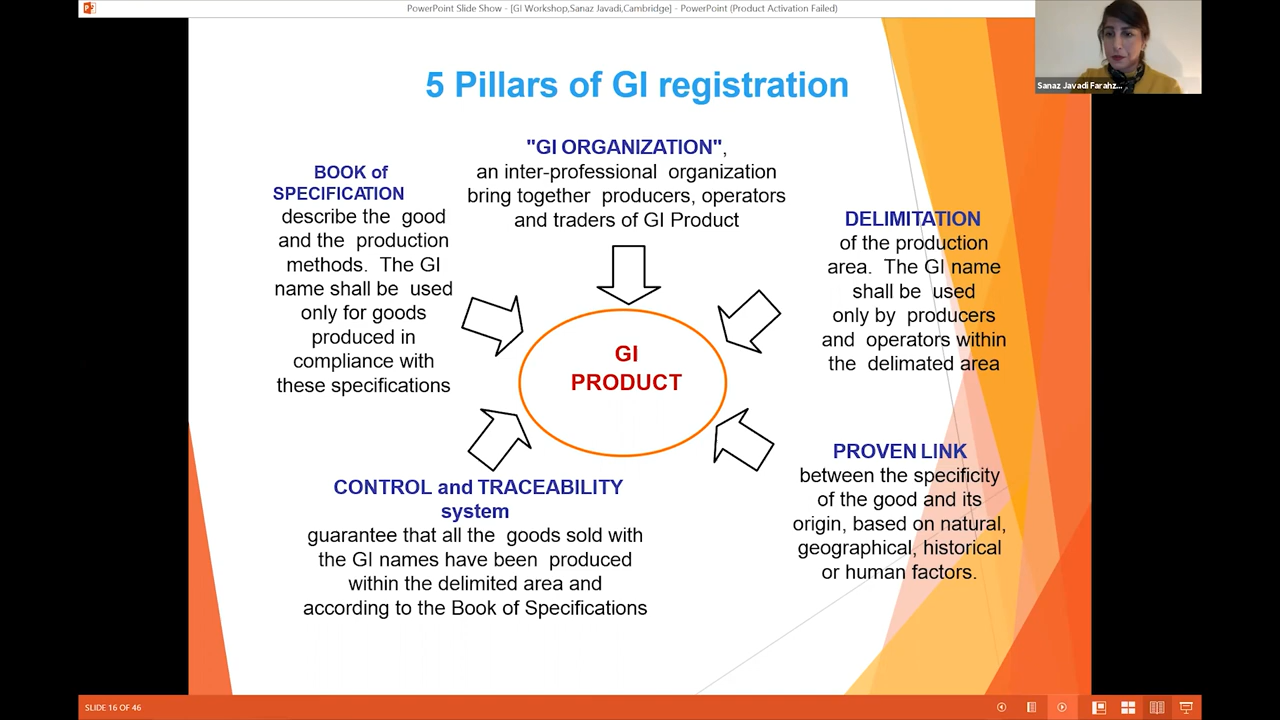 PowerPoint Slide Show - [GI Workshop,Sanaz Javadi,Cambridge] - PowerPoint (Product Activation Failed)
Sanaz Javadi Farahz...
5 Pillars of GI registration
"GI ORGANIZATION",
an inter-professional organization
bring together producers, operators
and traders of GI Product
BOOK of
SPECIFICATION
describe the good
and the production
methods. The GI
name shall be used
only for goods
produced in
compliance with
these specifications
DELIMITATION
of the production
area. The GI name
shall be used
only by producers
and operators within
the delimated area
GI
PRODUCT
CONTROL and TRACEABILITY
system
guarantee that all the goods sold with
the GI names have been produced
within the delimited area and
according to the Book of Specifications
PROVEN LINK
between the specificity
of the good and its
origin, based on natural,
geographical, historical
or human factors.
SLIDE 16 OF 46